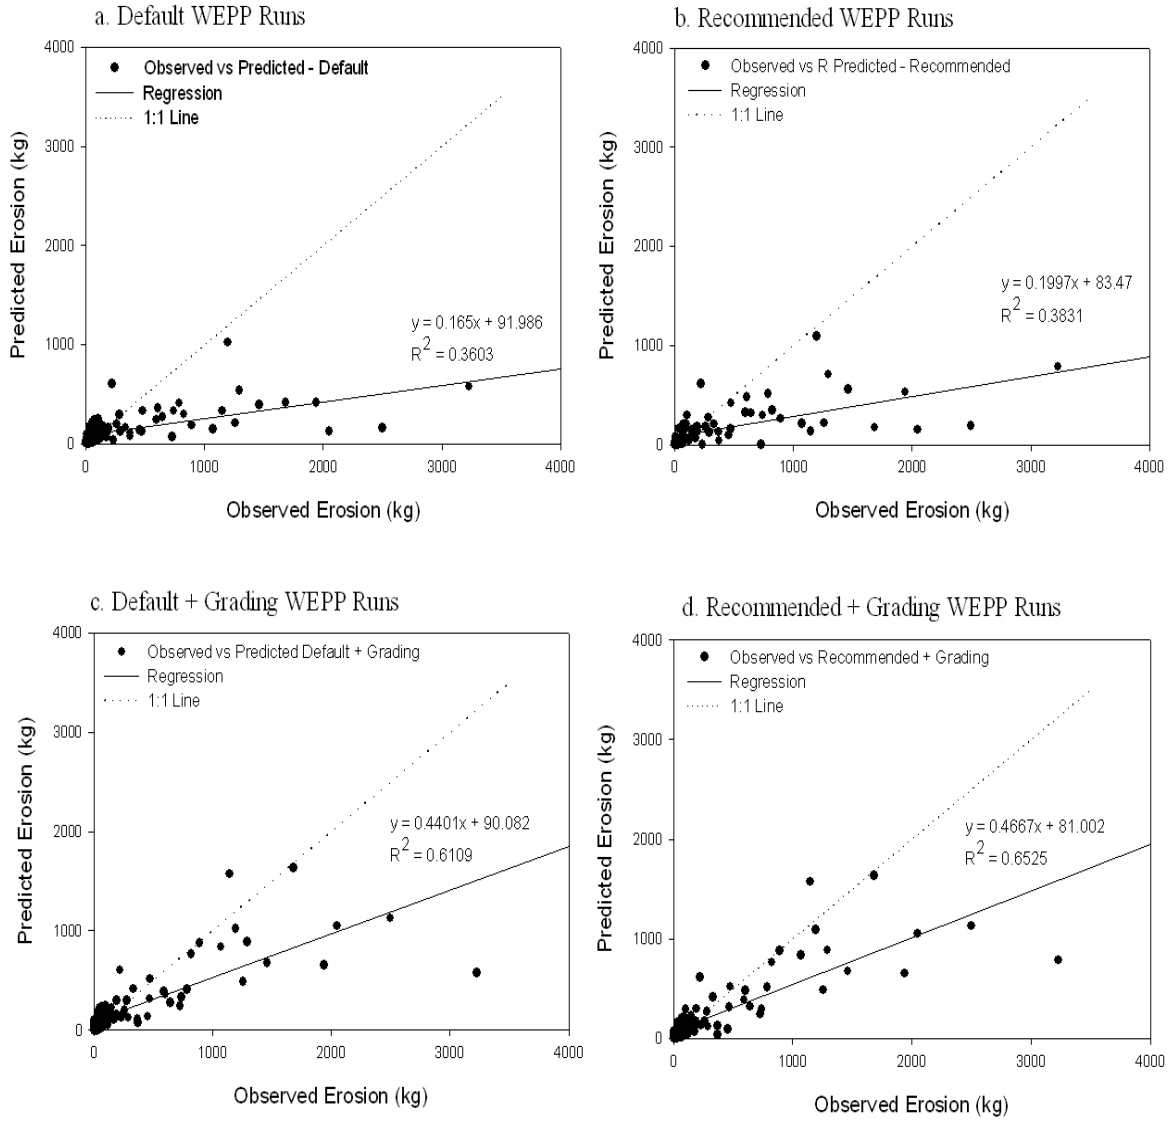 a. Default WEPP Runs
4000
3000
2000
1000
0
Predicted Erosion (kg)
Observed vs Predicted - Default
Regression
1:1 Line
y = 0.165x + 91.986
R2 = 0.3603
0 1000 2000 3000 4000
Observed Erosion (kg)
b. Recommended WEPP Runs
4000
3000
2000
1000
0
Predicted Erosion (kg)
Observed vs R Predicted - Recommended
Regression
1:1 Line
y = 0.1997x + 83.47
R2 = 0.3831
0 1000 2000 3000 4000
Observed Erosion (kg)
c. Default + Grading WEPP Runs
4000
3000
2000
1000
0
Predicted Erosion (kg)
Observed vs Predicted Default + Grading
Regression
1:1 Line
y = 0.4401x + 90.082
R2 = 0.6109
0 1000 2000 3000 4000
Observed Erosion (kg)
d. Recommended + Grading WEPP Runs
4000
3000
2000
1000
0
Predicted Erosion (kg)
Observed vs Recommended + Grading
Regression
1:1 Line
y = 0.4667x + 81.002
R2 = 0.6525
0 1000 2000 3000 4000
Observed Erosion (kg)